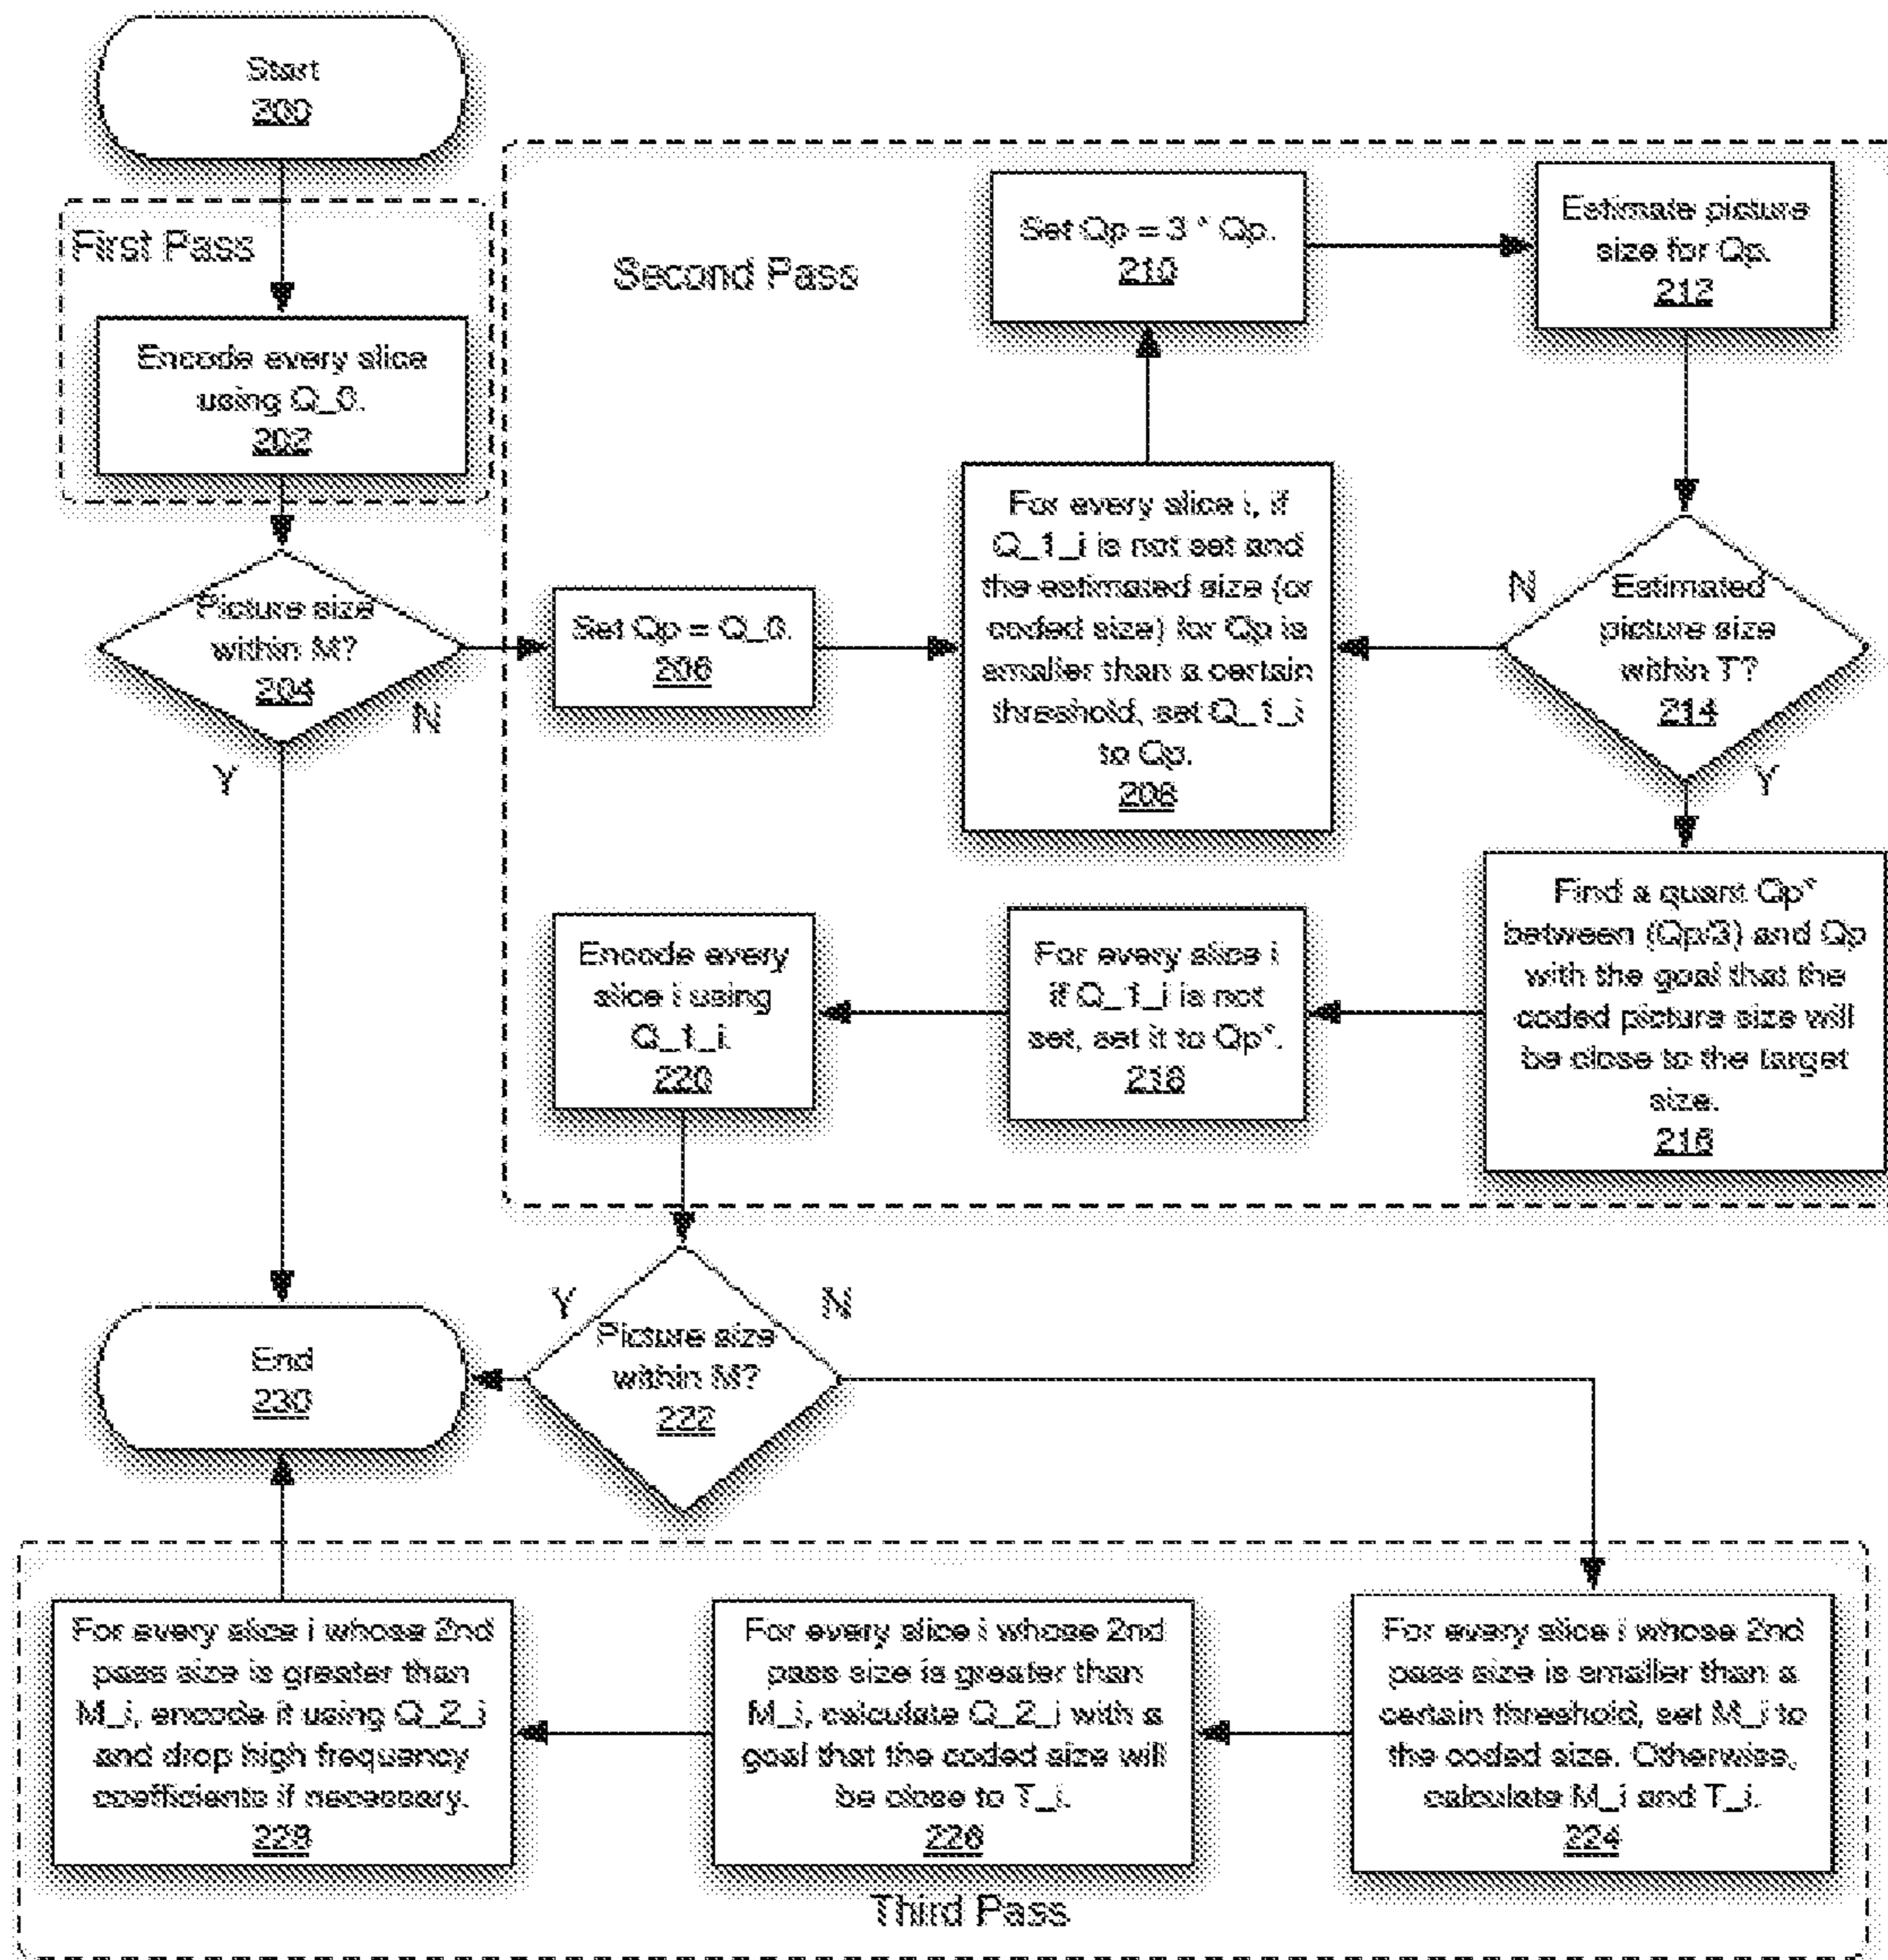 Start
200
First Pass
Encode every slice
using Q_0.
202
Picture size
within M?
204
N
Y
Second Pass
Set Qp = Q_0.
206
For every slice i, if
Q_1_i is not set and
the estimated size (or
coded size) for Qp is
smaller than a certain
threshold, set Q_1_i
to Qp.
208
Set Qp = 3 * Qp.
210
Estimate picture
size for Qp.
212
N
Estimated
picture size
within T?
214
Y
Find a quant Qp*
between (Qp/3) and Qp
with the goal that the
coded picture size will
be close to the target
size.
216
For every slice i
if Q_1_i is not
set, set it to Qp*.
218
Encode every
slice i using
Q_1_i.
220
Y
N
Picture size
within M?
222
End
230
For every slice i whose 2nd
pass size is smaller than a
certain threshold, set M_i to
the coded size. Otherwise,
calculate M_i and T_i.
224
For every slice i whose 2nd
pass size is greater than
M_i, calculate Q_2_i with a
goal that the coded size will
be close to T_i.
226
For every slice i whose 2nd
pass size is greater than
M_i, encode it using Q_2_i
and drop high frequency
coefficients if necessary.
228
Third Pass